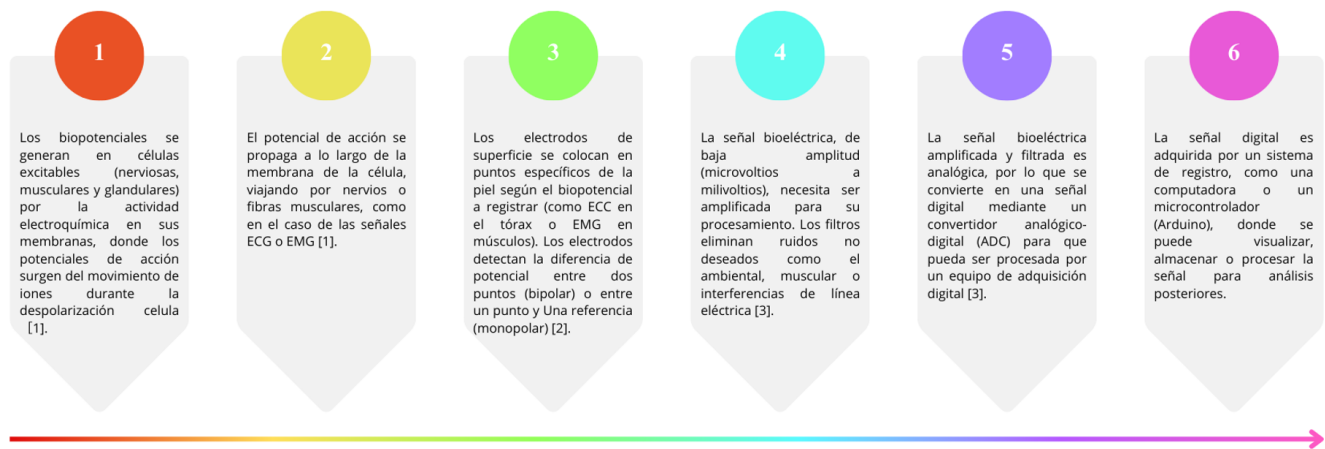 1
Los biopotenciales se
generan en células
excitables (nerviosas,
musculares y glandulares)
por la actividad
electroquímica en sus
membranas, donde los
potenciales de acción
surgen del movimiento de
iones durante la
despolarización celula
[1].
2
El potencial de acción se
propaga a lo largo de la
membrana de la célula,
viajando por nervios o
fibras musculares, como
en el caso de las señales
ECG o EMG [1].
3
Los electrodos de
superficie se colocan en
puntos específicos de la
piel según el biopotencial
a registrar (como ECC en
el tórax o EMG en
músculos). Los electrodos
detectan la diferencia de
potencial entre dos
puntos (bipolar) o entre
un punto y Una referencia
(monopolar) [2].
4
La señal bioeléctrica, de
baja amplitud
(microvoltios a
milivoltios), necesita ser
amplificada para su
procesamiento. Los filtros
eliminan ruidos no
deseados como el
ambiental, muscular o
interferencias de línea
eléctrica [3].
5
La señal bioeléctrica
amplificada y filtrada es
analógica, por lo que se
convierte en una señal
digital mediante un
convertidor analógico-
digital (ADC) para que
pueda ser procesada por
un equipo de adquisición
digital [3].
6
La señal digital es
adquirida por un sistema
de registro, como una
computadora o un
microcontrolador
(Arduino), donde se
puede visualizar,
almacenar o procesar la
señal para análisis
posteriores.